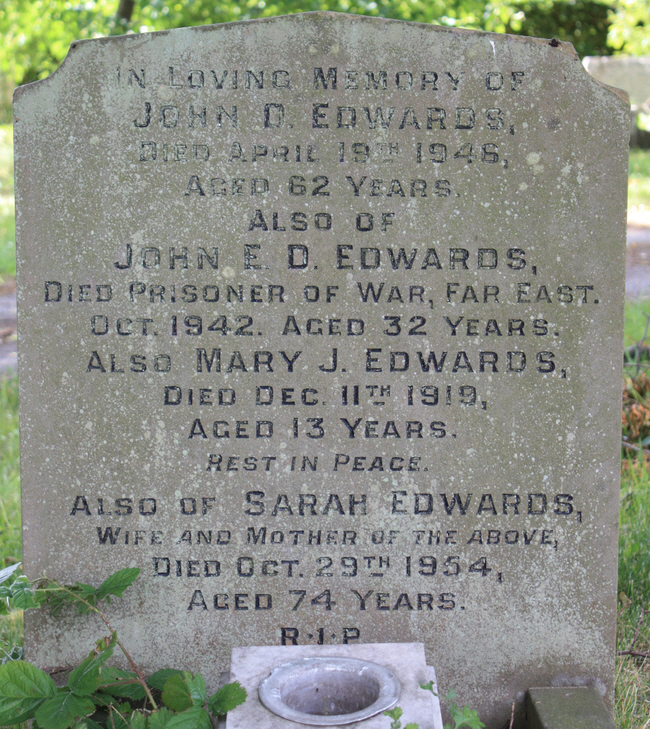 IN LOVING MEMORY OF
JOHN D. EDWARDS,
DIED APRIL 19TH 1946,
AGED 62 YEARS.
ALSO OF
JOHN E. D. EDWARDS,
DIED PRISONER OF WAR, FAR EAST.
OCT. 1942. AGED 32 YEARS.
ALSO MARY J. EDWARDS,
DIED DEC. 11TH 1919,
AGED 13 YEARS.
REST IN PEACE.
ALSO OF SARAH EDWARDS,
WIFE AND MOTHER OF THE ABOVE,
DIED OCT. 29TH 1954,
AGED 74 YEARS.
R·I·P.